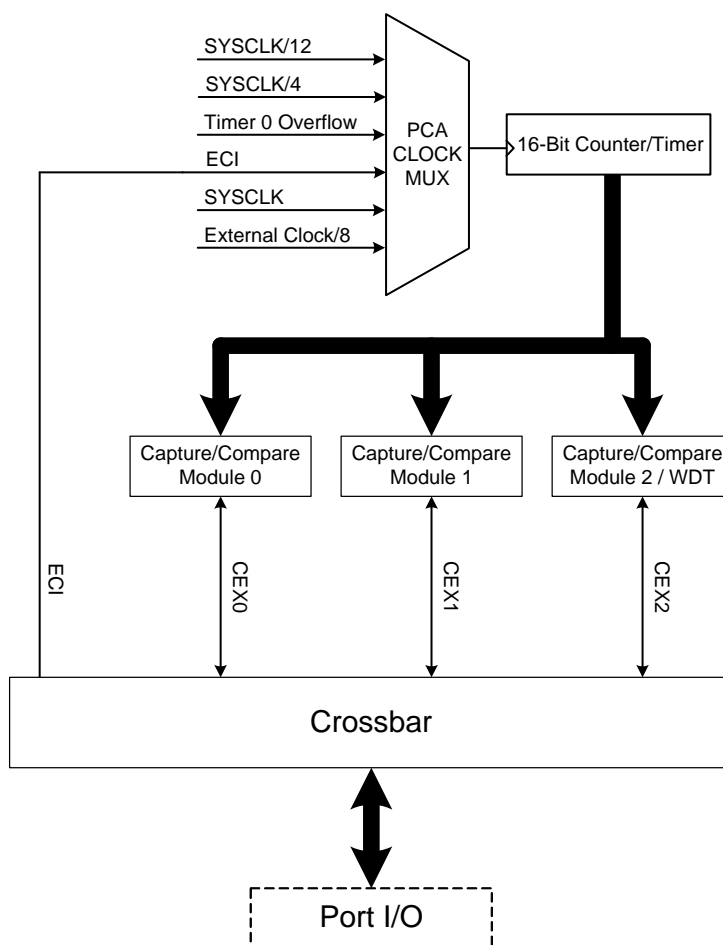 SYSCLK/12
SYSCLK/4
Timer 0 Overflow
ECI
SYSCLK
External Clock/8
PCA
CLOCK
MUX
16-Bit Counter/Timer
Capture/Compare
Module 0
Capture/Compare
Module 1
Capture/Compare
Module 2 / WDT
ECI
CEX0
CEX1
CEX2
Crossbar
Port I/O